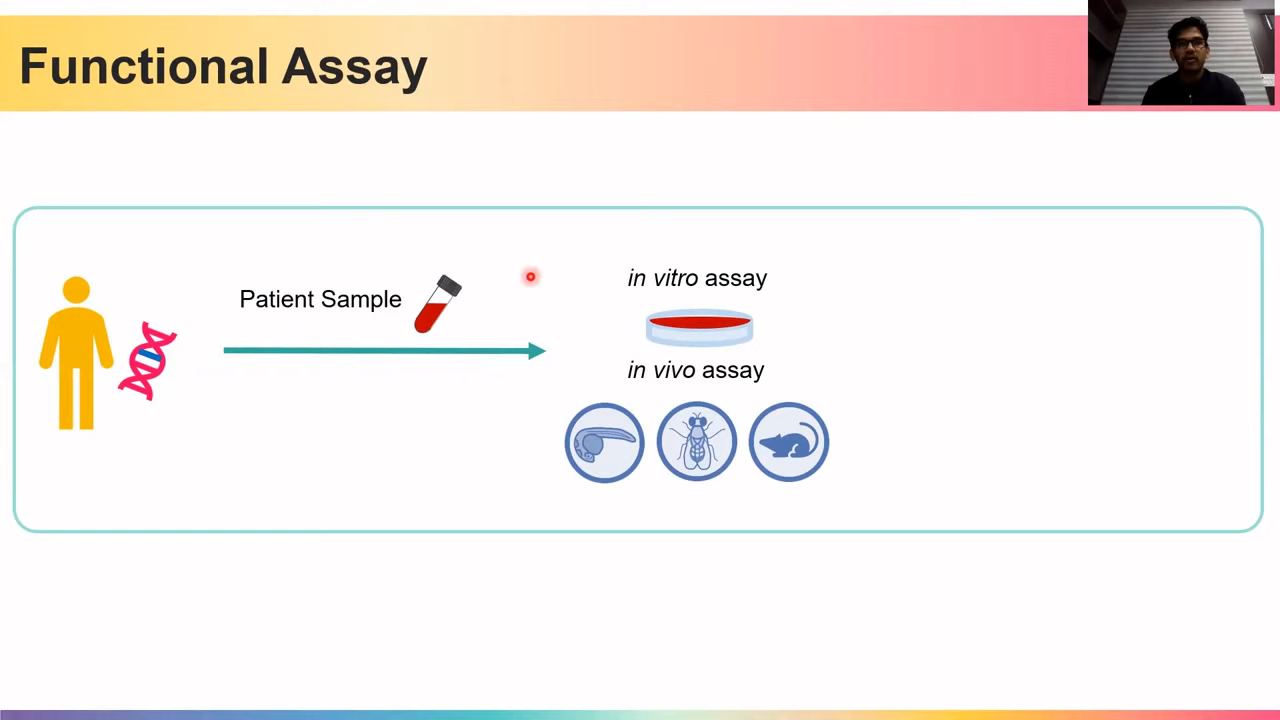 Functional Assay
Patient Sample
in vitro assay
in vivo assay